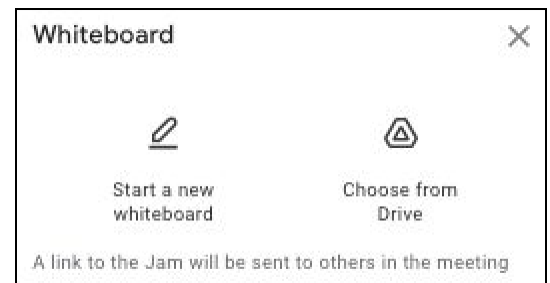 Whiteboard
Start a new
whiteboard
Choose from
Drive
A link to the Jam will be sent to others in the meeting